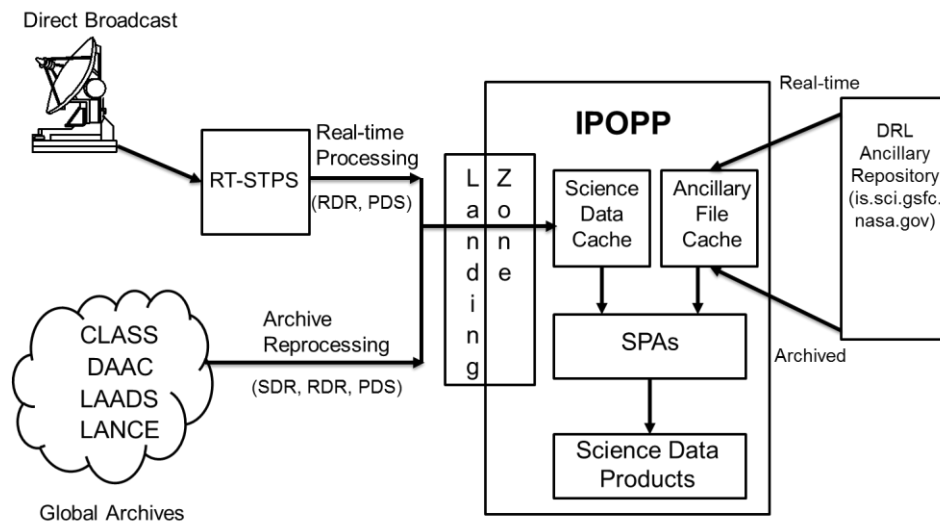 Direct Broadcast
RT-STPS
Real-time
Processing
(RDR, PDS)
CLASS
DAAC
LAADS
LANCE
Global Archives
Archive
Reprocessing
(SDR, RDR, PDS)
Landing Zone
IPOPP
Science
Data
Cache
Ancillary
File
Cache
SPAs
Science Data
Products
Real-time
DRL
Ancillary
Repository
(is.sci.gsfc.
nasa.gov)
Archived